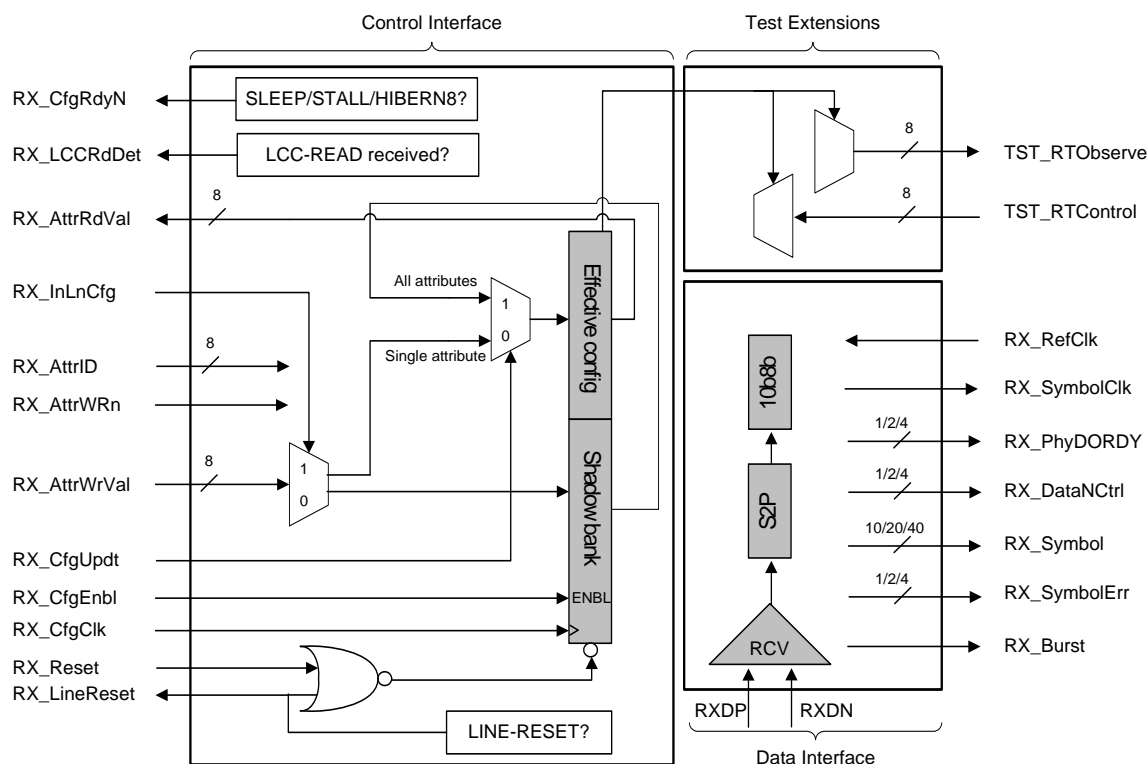 Control Interface
Test Extensions
RX_CfgRdyN
SLEEP/STALL/HIBERN8?
RX_LCCRdDet
LCC-READ received?
8
TST_RTObserve
8
RX_AttrRdVal
8
TST_RTControl
All attributes
1
0
Single attribute
Effective config
RX_InLnCfg
8
RX_AttrID
RX_AttrWRn
8
RX_AttrWrVal
1
0
Shadow bank
RX_CfgUpdt
RX_CfgEnbl
ENBL
RX_CfgClk
RX_Reset
RX_LineReset
LINE-RESET?
10b8b
S2P
RCV
RX_RefClk
RX_SymbolClk
1/2/4
RX_PhyDORDY
1/2/4
RX_DataNCtrl
10/20/40
RX_Symbol
1/2/4
RX_SymbolErr
RX_Burst
RXDP
RXDN
Data Interface